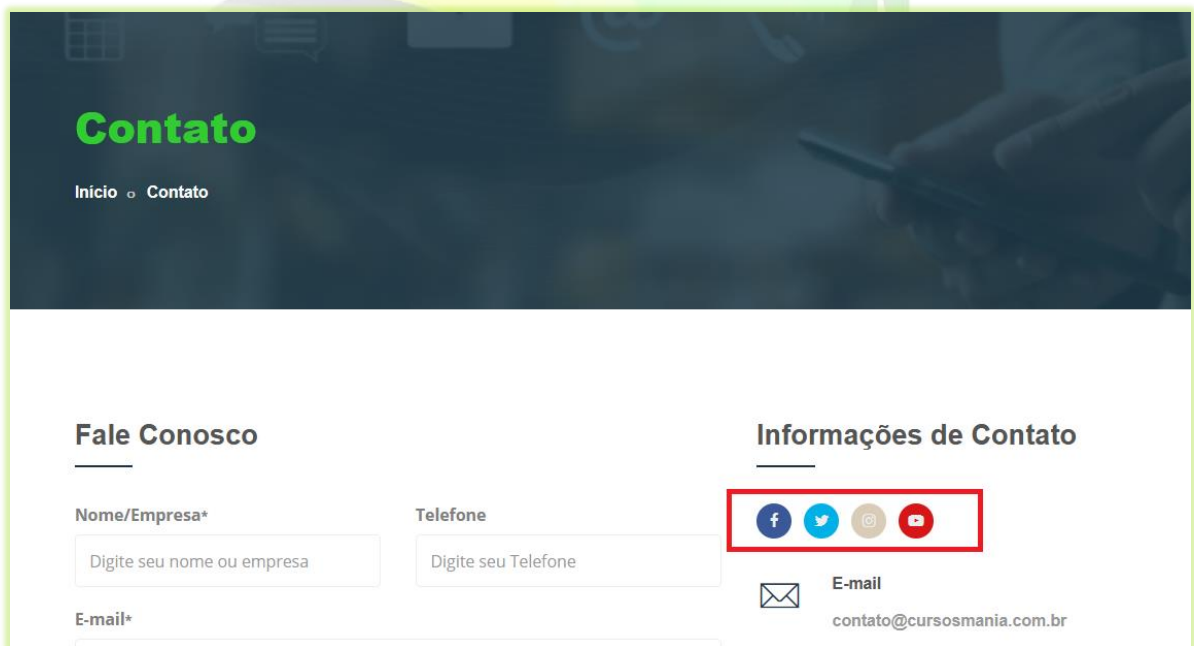 Contato
Início o Contato
Fale Conosco
Nome/Empresa*
Digite seu nome ou empresa
Telefone
Digite seu Telefone
E-mail*
Informações de Contato
E-mail
contato@cursosmania.com.br